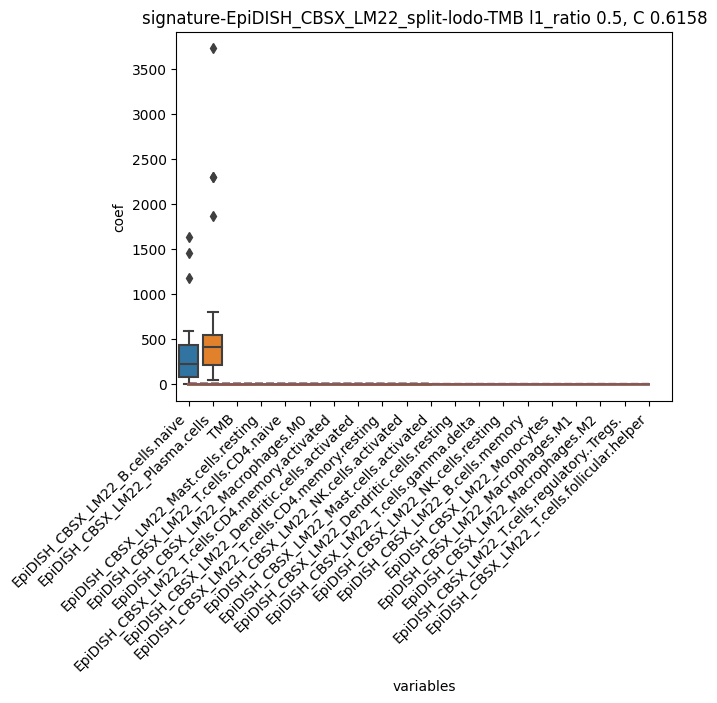 signature-EpiDISH_CBSX_LM22_split-lodo-TMB l1_ratio 0.5, C 0.6158
3500
3000
2500
2000
1500
1000
500
0
coef
EpiDISH_CBSX_LM22_B.cells.naive
EpiDISH_CBSX_LM22_Plasma.cells
TMB
EpiDISH_CBSX_LM22_Mast.cells.resting
EpiDISH_CBSX_LM22_T.cells.CD4.naive
EpiDISH_CBSX_LM22_Macrophages.M0
EpiDISH_CBSX_LM22_T.cells.CD4.memory.activated
EpiDISH_CBSX_LM22_Dendritic.cells.activated
EpiDISH_CBSX_LM22_T.cells.CD4.memory.resting
EpiDISH_CBSX_LM22_NK.cells.activated
EpiDISH_CBSX_LM22_Mast.cells.activated
EpiDISH_CBSX_LM22_Dendritic.cells.resting
EpiDISH_CBSX_LM22_T.cells.gamma.delta
EpiDISH_CBSX_LM22_NK.cells.resting
EpiDISH_CBSX_LM22_B.cells.memory
EpiDISH_CBSX_LM22_Monocytes
EpiDISH_CBSX_LM22_Macrophages.M1
EpiDISH_CBSX_LM22_Macrophages.M2
EpiDISH_CBSX_LM22_T.cells.regulatory..Tregs.
EpiDISH_CBSX_LM22_T.cells.follicular.helper
variables